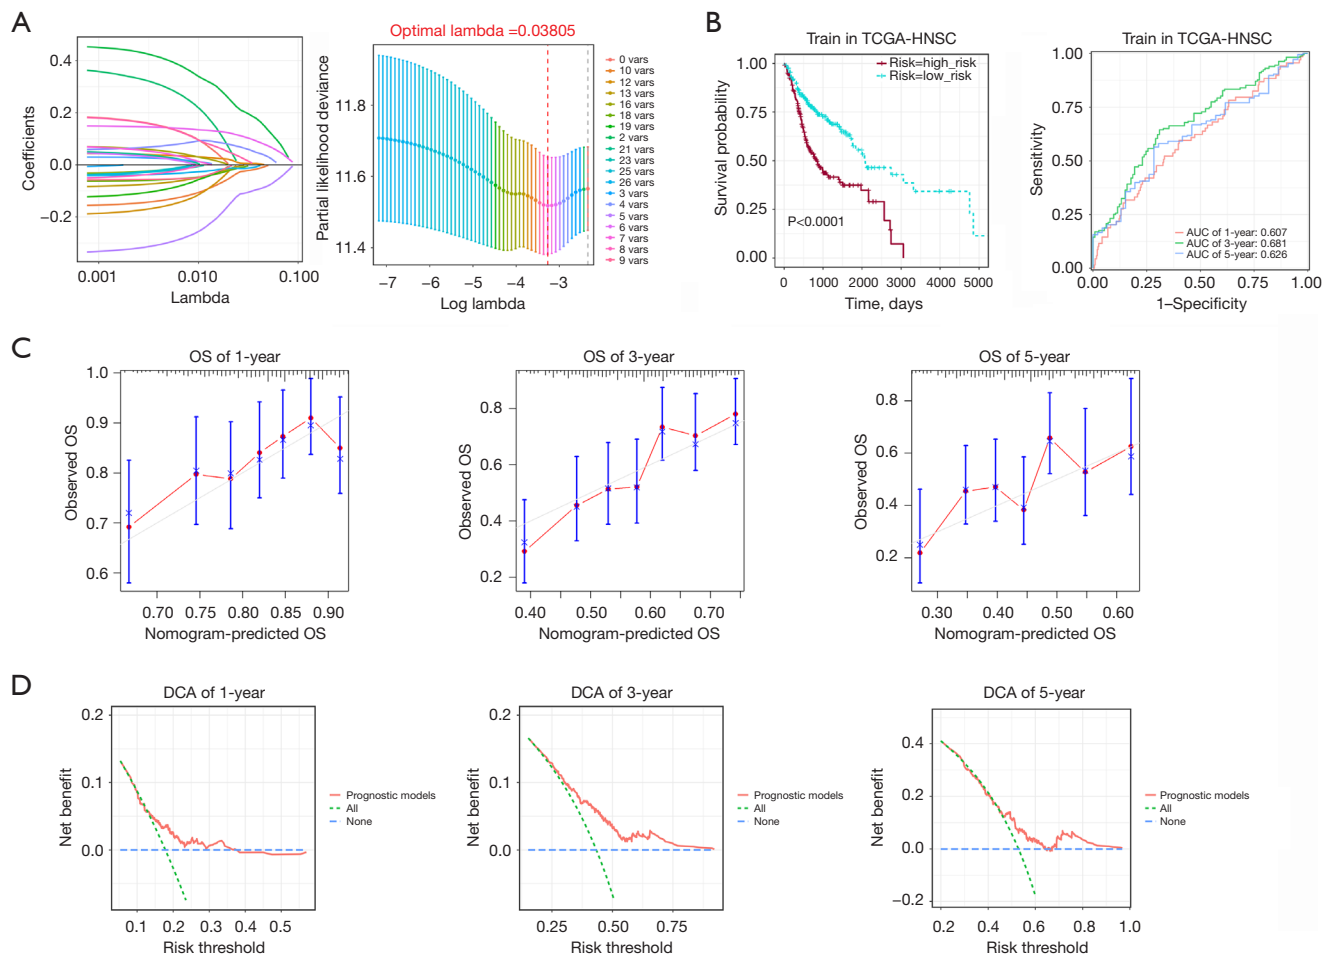 A
0.4
0.2
0.0
−0.2
Coefficients
0.001
0.010
0.100
Lambda
Optimal lambda =0.03805
11.8
11.6
11.4
Partial likelihood deviance
−7
−6
−5
−4
−3
Log lambda
0 vars
10 vars
12 vars
13 vars
16 vars
18 vars
19 vars
2 vars
21 vars
23 vars
25 vars
26 vars
3 vars
4 vars
5 vars
6 vars
7 vars
8 vars
9 vars
B
Train in TCGA-HNSC
Risk=high_risk
Risk=low_risk
1.00
0.75
0.50
0.25
0.00
Survival probability
P<0.0001
0
1000
2000
3000
4000
5000
Time, days
Train in TCGA-HNSC
1.00
0.75
0.50
0.25
0.00
Sensitivity
AUC of 1-year: 0.607
AUC of 3-year: 0.681
AUC of 5-year: 0.626
0.00
0.25
0.50
0.75
1.00
1−Specificity
C
OS of 1-year
1.0
0.9
0.8
0.7
0.6
Observed OS
0.70
0.75
0.80
0.85
0.90
Nomogram-predicted OS
OS of 3-year
0.8
0.6
0.4
0.2
Observed OS
0.40
0.50
0.60
0.70
Nomogram-predicted OS
OS of 5-year
0.8
0.6
0.4
0.2
Observed OS
0.30
0.40
0.50
0.60
Nomogram-predicted OS
D
DCA of 1-year
0.2
0.1
0.0
Net benefit
0.1
0.2
0.3
0.4
0.5
Risk threshold
Prognostic models
All
None
DCA of 3-year
0.2
0.1
0.0
Net benefit
0.25
0.50
0.75
Risk threshold
Prognostic models
All
None
DCA of 5-year
0.4
0.2
0.0
−0.2
Net benefit
0.2
0.4
0.6
0.8
1.0
Risk threshold
Prognostic models
All
None